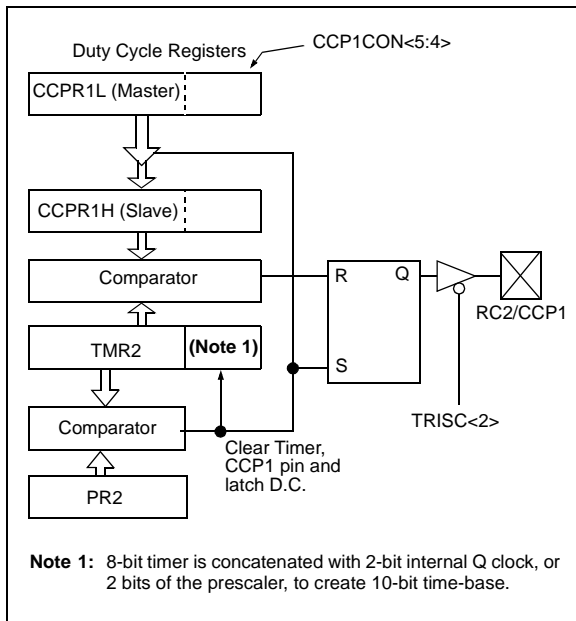 Duty Cycle Registers
CCP1CON<5:4>
CCPR1L (Master)
CCPR1H (Slave)
Comparator
R
Q
RC2/CCP1
TMR2
(Note 1)
S
TRISC<2>
Comparator
Clear Timer,
CCP1 pin and
latch D.C.
PR2
Note 1: 8-bit timer is concatenated with 2-bit internal Q clock, or
2 bits of the prescaler, to create 10-bit time-base.